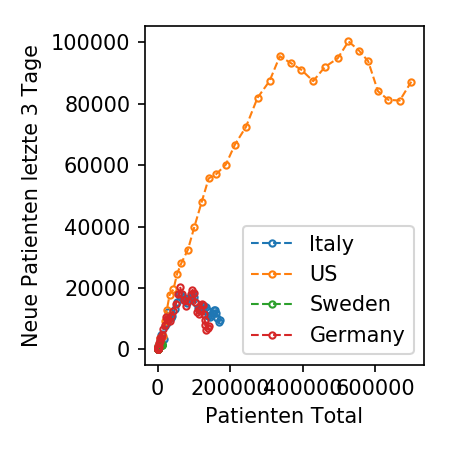 Neue Patienten letzte 3 Tage
100000
80000
60000
40000
20000
0
Italy
US
Sweden
Germany
0 200000 400000 600000
Patienten Total